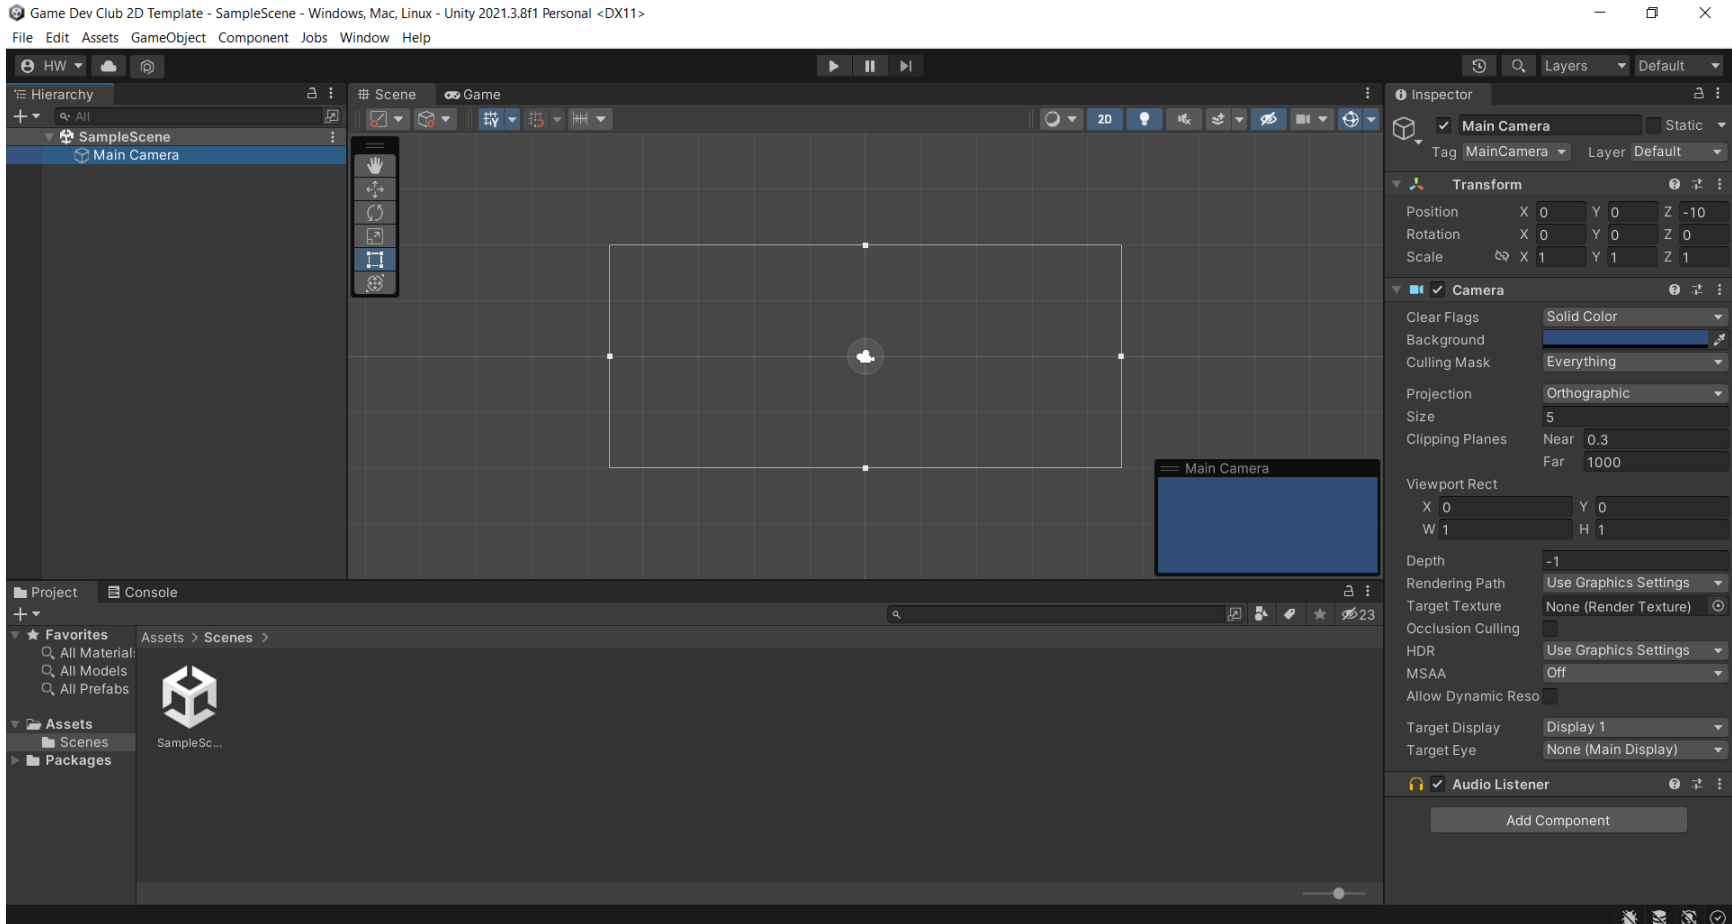 Game Dev Club 2D Template - SampleScene - Windows, Mac, Linux - Unity 2021.3.8f1 Personal <DX11>
File Edit Assets GameObject Component Jobs Window Help
HW
Layers Default
Hierarchy
All
SampleScene
Main Camera
Scene Game
2D
Main Camera
Inspector
Main Camera Static
Tag MainCamera Layer Default
Transform
Position X 0 Y 0 Z -10
Rotation X 0 Y 0 Z 0
Scale X 1 Y 1 Z 1
Camera
Clear Flags Solid Color
Background
Culling Mask Everything
Projection Orthographic
Size 5
Clipping Planes Near 0.3
Far 1000
Viewport Rect
X 0 Y 0
W 1 H 1
Depth -1
Rendering Path Use Graphics Settings
Target Texture None (Render Texture)
Occlusion Culling
HDR Use Graphics Settings
MSAA Off
Allow Dynamic Reso
Target Display Display 1
Target Eye None (Main Display)
Audio Listener
Add Component
Project Console
23
Favorites
All Materials
All Models
All Prefabs
Assets
Scenes
Packages
Assets > Scenes >
SampleSc...